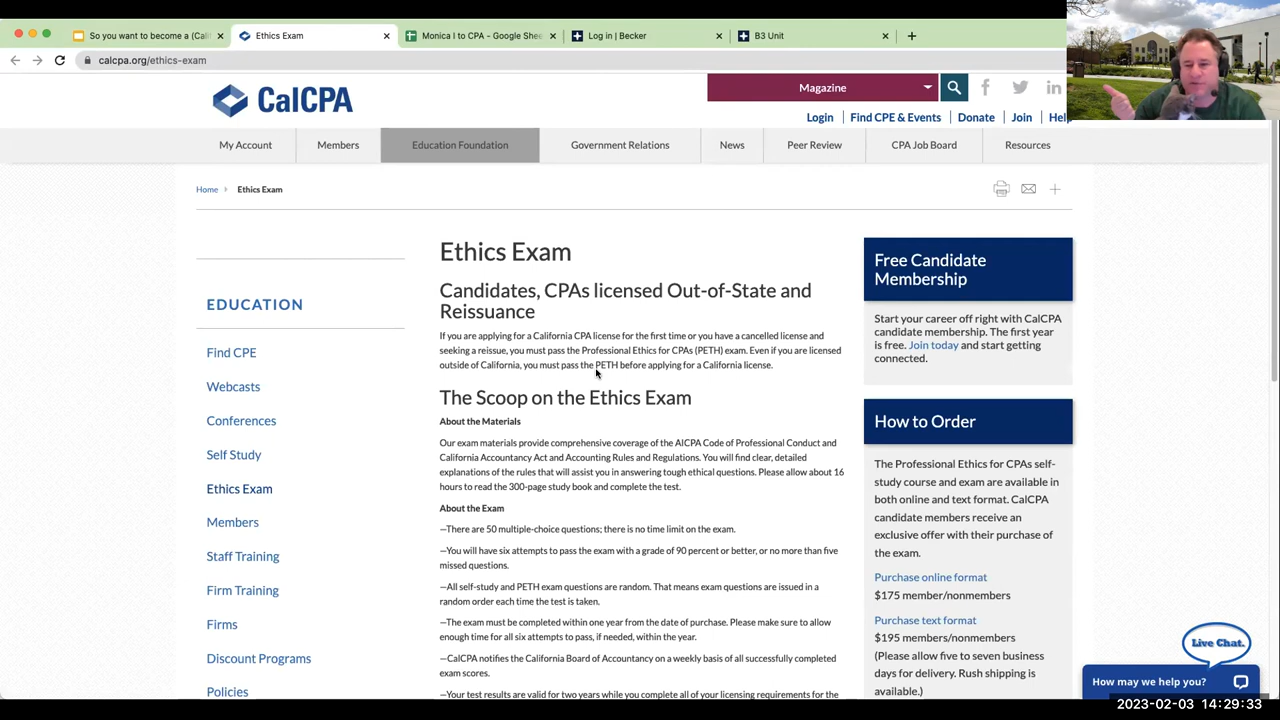 So you want to become a (Cal
Ethics Exam
Monica I to CPA - Google Shee
Log in | Becker
B3 Unit
calcpa.org/ethics-exam
CalCPA
Magazine
Login
Find CPE & Events
Donate
Join
Help
My Account
Members
Education Foundation
Government Relations
News
Peer Review
CPA Job Board
Resources
Home
Ethics Exam
EDUCATION
Find CPE
Webcasts
Conferences
Self Study
Ethics Exam
Members
Staff Training
Firm Training
Firms
Discount Programs
Policies
Ethics Exam
Candidates, CPAs licensed Out-of-State and
Reissuance
If you are applying for a California CPA license for the first time or you have a cancelled license and
seeking a reissue, you must pass the Professional Ethics for CPAs (PETH) exam. Even if you are licensed
outside of California, you must pass the PETH before applying for a California license.
The Scoop on the Ethics Exam
About the Materials
Our exam materials provide comprehensive coverage of the AICPA Code of Professional Conduct and
California Accountancy Act and Accounting Rules and Regulations. You will find clear, detailed
explanations of the rules that will assist you in answering tough ethical questions. Please allow about 16
hours to read the 300-page study book and complete the test.
About the Exam
—There are 50 multiple-choice questions; there is no time limit on the exam.
—You will have six attempts to pass the exam with a grade of 90 percent or better, or no more than five
missed questions.
—All self-study and PETH exam questions are random. That means exam questions are issued in a
random order each time the test is taken.
—The exam must be completed within one year from the date of purchase. Please make sure to allow
enough time for all six attempts to pass, if needed, within the year.
—CalCPA notifies the California Board of Accountancy on a weekly basis of all successfully completed
exam scores.
—Your test results are valid for two years while you complete all of your licensing requirements for the
Free Candidate
Membership
Start your career off right with CalCPA
candidate membership. The first year
is free. Join today and start getting
connected.
How to Order
The Professional Ethics for CPAs self-
study course and exam are available in
both online and text format. CalCPA
candidate members receive an
exclusive offer with their purchase of
the exam.
Purchase online format
$175 member/nonmembers
Purchase text format
$195 members/nonmembers
(Please allow five to seven business
days for delivery. Rush shipping is
available.)
Live Chat.
How may we help you?
2023-02-03 14:29:33